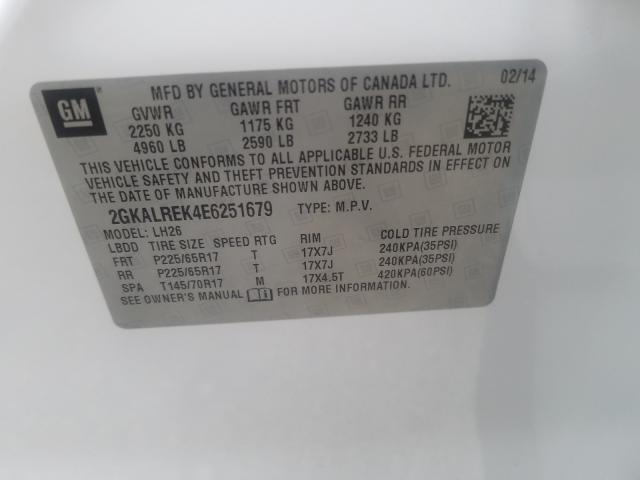 MFD BY GENERAL MOTORS OF CANADA LTD. 02/14
GM
GVWR GAWR FRT GAWR RR
2250 KG 1175 KG 1240 KG
4960 LB 2590 LB 2733 LB
THIS VEHICLE CONFORMS TO ALL APPLICABLE U.S. FEDERAL MOTOR
VEHICLE SAFETY AND THEFT PREVENTION STANDARDS IN EFFECT ON
THE DATE OF MANUFACTURE SHOWN ABOVE.
2GKALREK4E6251679 TYPE: M.P.V.
MODEL: LH26
LBDD TIRE SIZE SPEED RTG RIM COLD TIRE PRESSURE
FRT P225/65R17 T 17X7J 240KPA(35PSI)
RR P225/65R17 T 17X7J 240KPA(35PSI)
SPA T145/70R17 M 17X4.5T 420KPA(60PSI)
SEE OWNER'S MANUAL FOR MORE INFORMATION.